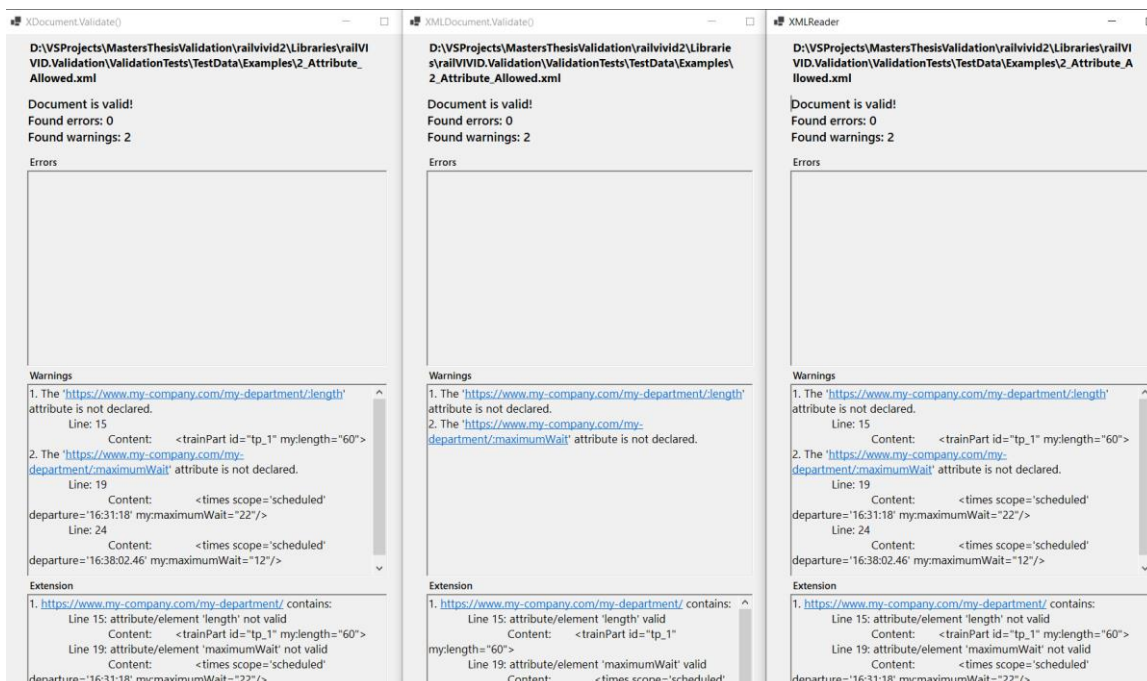 XDocument.Validate()
D:\VSProjects\MastersThesisValidation\railvivid2\Libraries\railVI
VID.Validation\ValidationTests\TestData\Examples\2_Attribute_
Allowed.xml
Document is valid!
Found errors: 0
Found warnings: 2
Errors
Warnings
1. The 'https://www.my-company.com/my-department/:length'
attribute is not declared.
Line: 15
Content: <trainPart id="tp_1" my:length="60">
2. The 'https://www.my-company.com/my-
department/:maximumWait' attribute is not declared.
Line: 19
Content: <times scope='scheduled'
departure='16:31:18' my:maximumWait="22"/>
Line: 24
Content: <times scope='scheduled'
departure='16:38:02.46' my:maximumWait="12"/>
Extension
1. https://www.my-company.com/my-department/ contains:
Line 15: attribute/element 'length' not valid
Content: <trainPart id="tp_1" my:length="60">
Line 19: attribute/element 'maximumWait' not valid
Content: <times scope='scheduled'
departure='16:31:18' my:maximumWait="22"/>
XMLDocument.Validate()
D:\VSProjects\MastersThesisValidation\railvivid2\Librarie
s\railVIVID.Validation\ValidationTests\TestData\Examples\
2_Attribute_Allowed.xml
Document is valid!
Found errors: 0
Found warnings: 2
Errors
Warnings
1. The 'https://www.my-company.com/my-department/:length'
attribute is not declared.
2. The 'https://www.my-company.com/my-
department/:maximumWait' attribute is not declared.
Extension
1. https://www.my-company.com/my-department/ contains:
Line 15: attribute/element 'length' valid
Content: <trainPart id="tp_1"
my:length="60">
Line 19: attribute/element 'maximumWait' valid
Content: <times scope='scheduled'
XMLReader
D:\VSProjects\MastersThesisValidation\railvivid2\Libraries\railVI
VID.Validation\ValidationTests\TestData\Examples\2_Attribute_A
llowed.xml
Document is valid!
Found errors: 0
Found warnings: 2
Errors
Warnings
1. The 'https://www.my-company.com/my-department/:length'
attribute is not declared.
Line: 15
Content: <trainPart id="tp_1" my:length="60">
2. The 'https://www.my-company.com/my-
department/:maximumWait' attribute is not declared.
Line: 19
Content: <times scope='scheduled'
departure='16:31:18' my:maximumWait="22"/>
Line: 24
Content: <times scope='scheduled'
departure='16:38:02.46' my:maximumWait="12"/>
Extension
1. https://www.my-company.com/my-department/ contains:
Line 15: attribute/element 'length' not valid
Content: <trainPart id="tp_1" my:length="60">
Line 19: attribute/element 'maximumWait' not valid
Content: <times scope='scheduled'
departure='16:31:18' my:maximumWait="22"/>